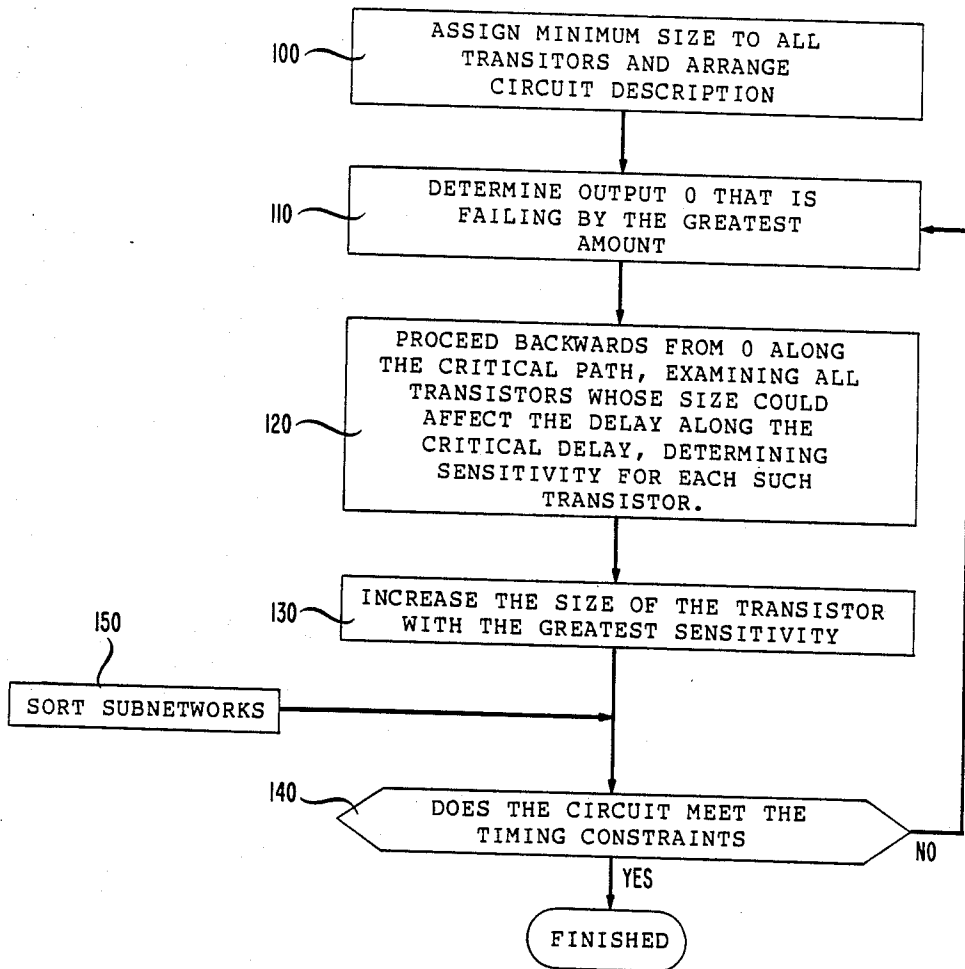 100
ASSIGN MINIMUM SIZE TO ALL
TRANSITORS AND ARRANGE
CIRCUIT DESCRIPTION
110
DETERMINE OUTPUT O THAT IS
FAILING BY THE GREATEST
AMOUNT
120
PROCEED BACKWARDS FROM O ALONG
THE CRITICAL PATH, EXAMINING ALL
TRANSISTORS WHOSE SIZE COULD
AFFECT THE DELAY ALONG THE
CRITICAL DELAY, DETERMINING
SENSITIVITY FOR EACH SUCH
TRANSISTOR.
130
INCREASE THE SIZE OF THE TRANSISTOR
WITH THE GREATEST SENSITIVITY
150
SORT SUBNETWORKS
140
DOES THE CIRCUIT MEET THE
TIMING CONSTRAINTS
NO
YES
FINISHED